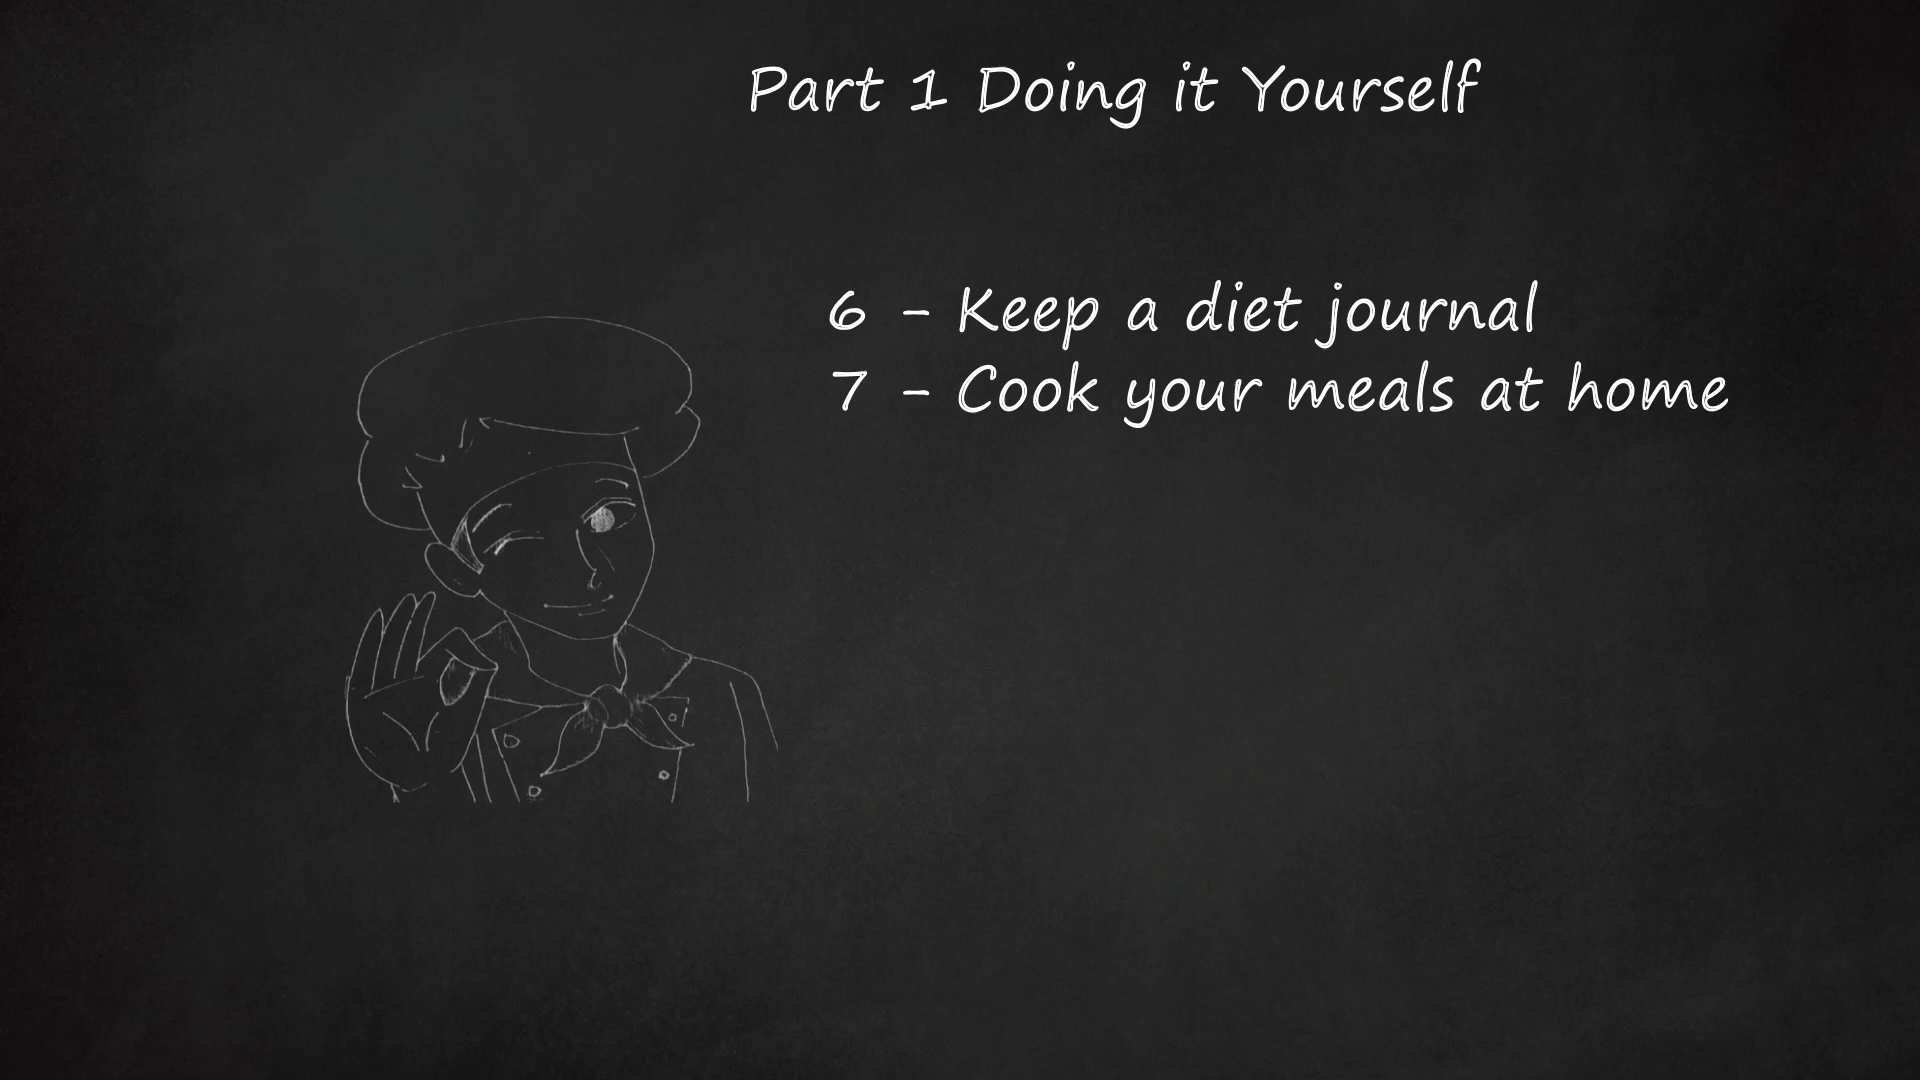 Part 1 Doing it Yourself
6 - Keep a diet journal
7 - Cook your meals at home